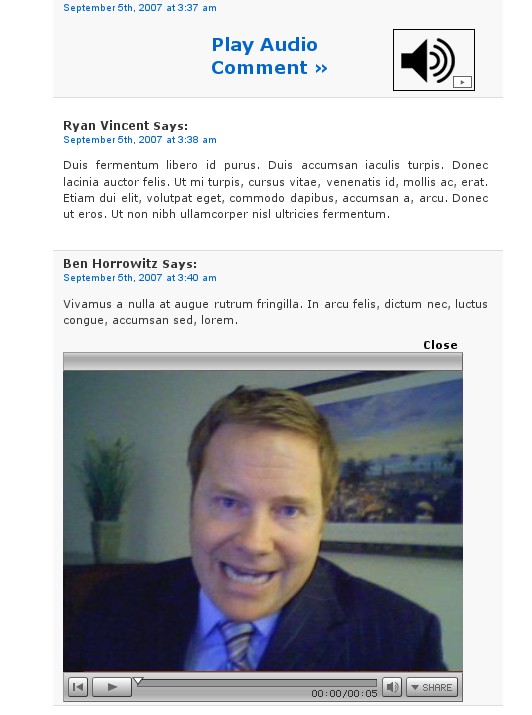 September 5th, 2007 at 3:37 am
Play Audio
Comment »
Ryan Vincent Says:
September 5th, 2007 at 3:38 am
Duis fermentum libero id purus. Duis accumsan iaculis turpis. Donec
lacinia auctor felis. Ut mi turpis, cursus vitae, venenatis id, mollis ac, erat.
Etiam dui elit, volutpat eget, commodo dapibus, accumsan a, arcu. Donec
ut eros. Ut non nibh ullamcorper nisl ultricies fermentum.
Ben Horrowitz Says:
September 5th, 2007 at 3:40 am
Vivamus a nulla at augue rutrum fringilla. In arcu felis, dictum nec, luctus
congue, accumsan sed, lorem.
Close
00:00/00:05
SHARE